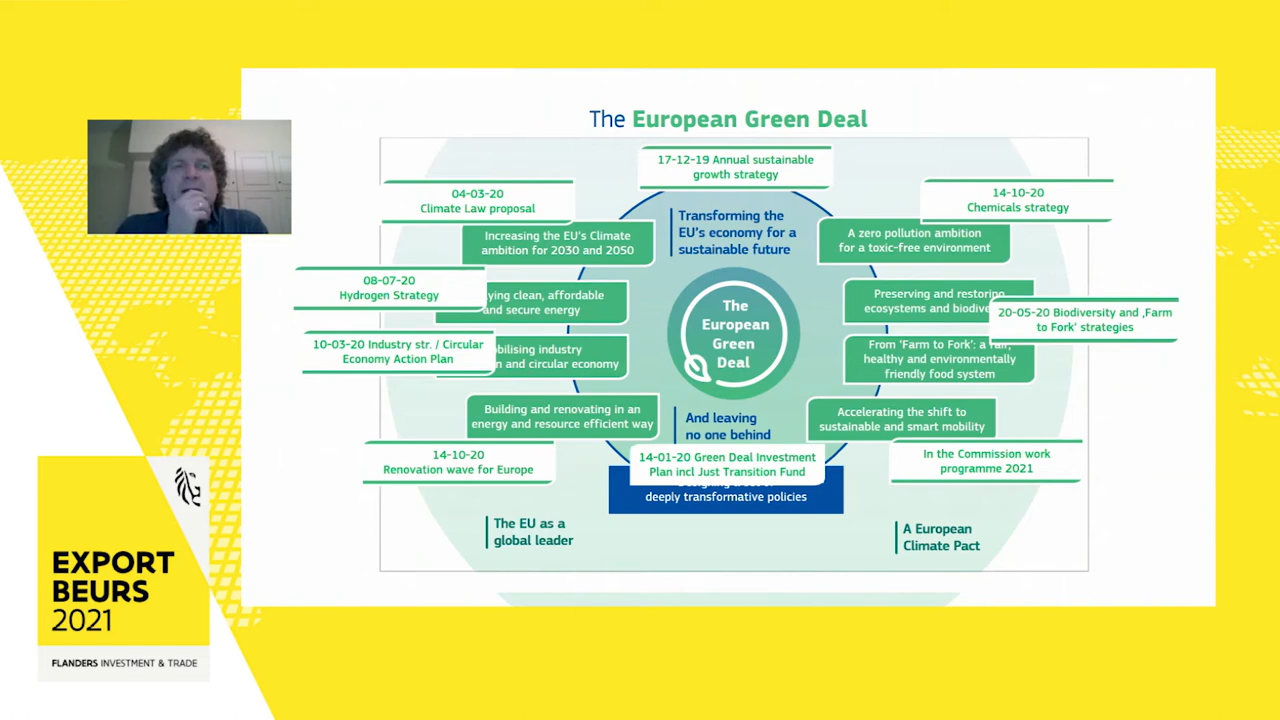 The European Green Deal
17-12-19 Annual sustainable
growth strategy
04-03-20
Climate Law proposal
14-10-20
Chemicals strategy
Transforming the
EU's economy for a
sustainable future
Increasing the EU's Climate
ambition for 2030 and 2050
A zero pollution ambition
for a toxic-free environment
08-07-20
Hydrogen Strategy
clean, affordable
and secure energy
Preserving and restoring
ecosystems and
20-05-20 Biodiversity and ‚Farm
to Fork' strategies
The
European
Green
Deal
10-03-20 Industry str. / Circular
Economy Action Plan
industry
and circular economy
From 'Farm to Fork': a fair,
healthy and environmentally
friendly food system
Building and renovating in an
energy and resource efficient way
And leaving
no one behind
Accelerating the shift to
sustainable and smart mobility
14-10-20
Renovation wave for Europe
14-01-20 Green Deal Investment
Plan incl Just Transition Fund
In the Commission work
programme 2021
deeply transformative policies
The EU as a
global leader
A European
Climate Pact
EXPORT
BEURS
2021
FLANDERS INVESTMENT & TRADE